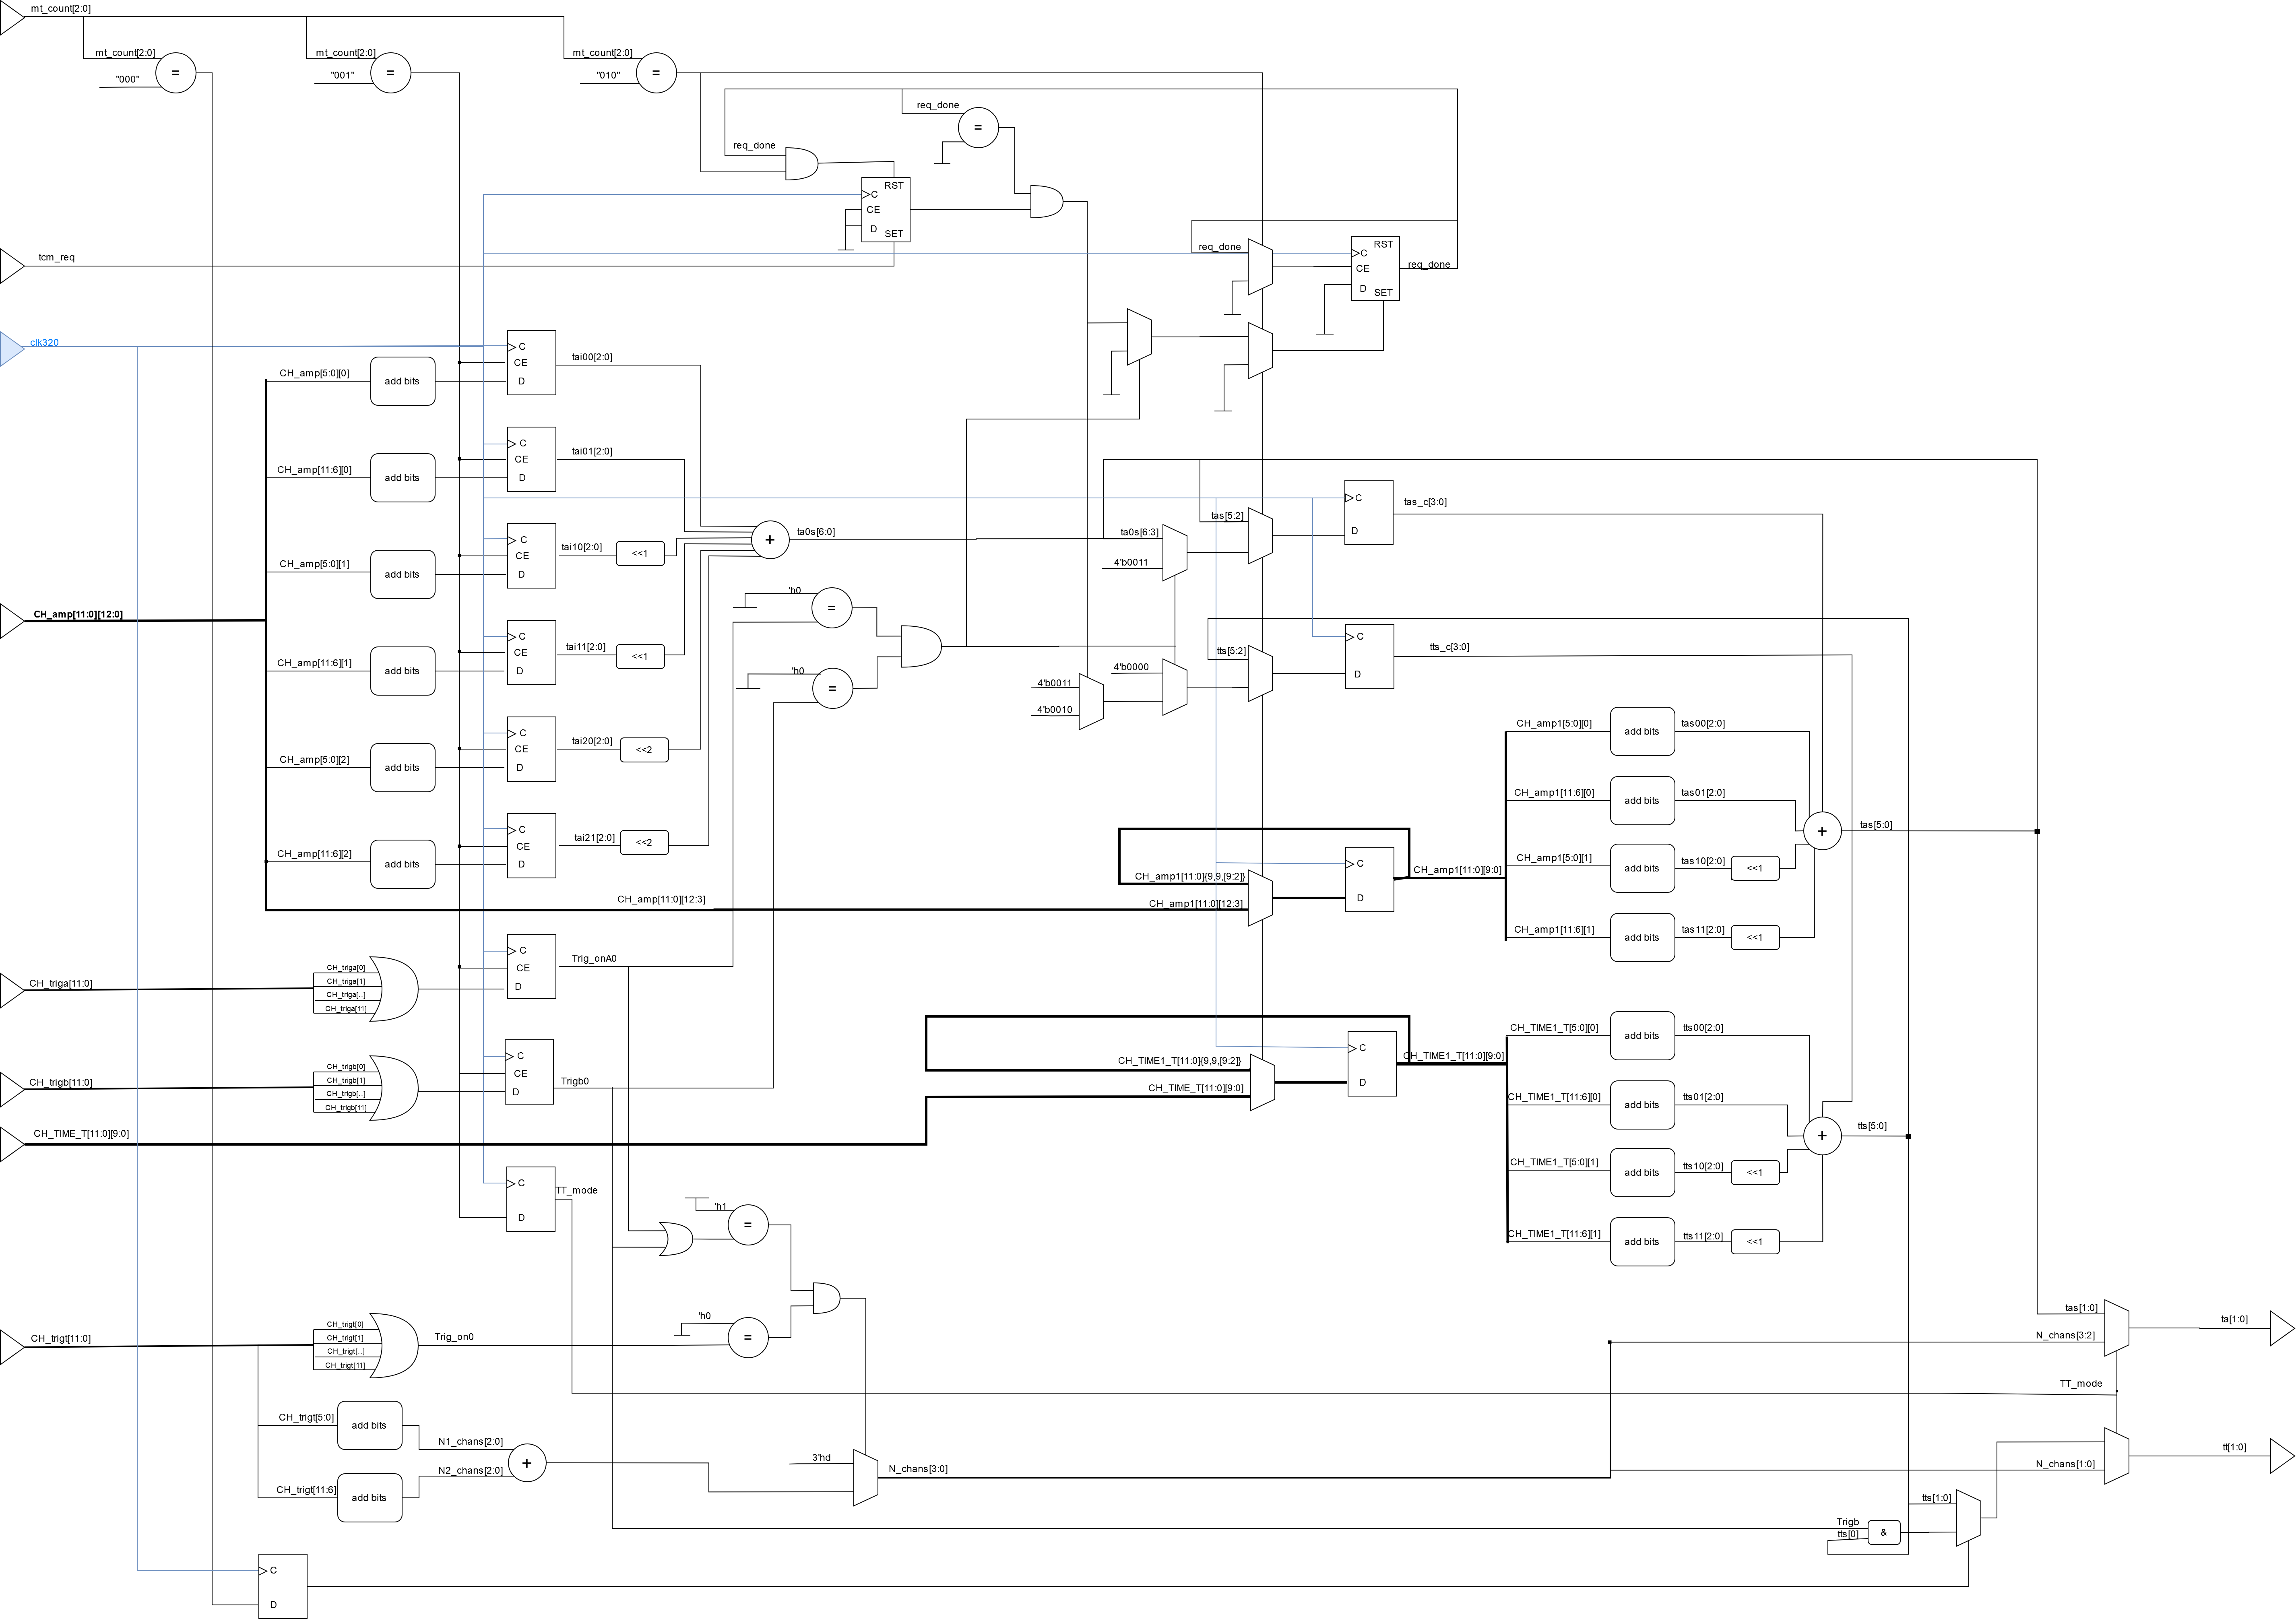 mt_count[2:0]
mt_count[2:0]
"000"
=
mt_count[2:0]
"001"
=
mt_count[2:0]
"010"
=
req_done
=
req_done
RST
C
CE
D
SET
tcm_req
req_done
RST
C
CE
D
SET
req_done
clk320
CH_amp[5:0][0]
add bits
C
CE
D
tai00[2:0]
CH_amp[11:6][0]
add bits
C
CE
D
tai01[2:0]
CH_amp[5:0][1]
add bits
C
CE
D
tai10[2:0]
<<1
+
ta0s[6:0]
ta0s[6:3]
4'b0011
tas[5:2]
C
D
tas_c[3:0]
CH_amp[11:0][12:0]
CH_amp[11:6][1]
add bits
C
CE
D
tai11[2:0]
<<1
'h0
=
'h0
=
4'b0000
4'b0011
4'b0010
tts[5:2]
C
D
tts_c[3:0]
CH_amp[5:0][2]
add bits
C
CE
D
tai20[2:0]
<<2
CH_amp[11:6][2]
add bits
C
CE
D
tai21[2:0]
<<2
CH_amp[11:0][12:3]
CH_amp1[11:0]{9,9,[9:2]}
CH_amp1[11:0][12:3]
C
D
CH_amp1[11:0][9:0]
CH_amp1[5:0][0]
add bits
tas00[2:0]
CH_amp1[11:6][0]
add bits
tas01[2:0]
CH_amp1[5:0][1]
add bits
tas10[2:0]
<<1
CH_amp1[11:6][1]
add bits
tas11[2:0]
<<1
+
tas[5:0]
CH_triga[11:0]
CH_triga[0]
CH_triga[1]
CH_triga[..]
CH_triga[11]
C
CE
D
Trig_onA0
CH_trigb[11:0]
CH_trigb[0]
CH_trigb[1]
CH_trigb[..]
CH_trigb[11]
C
CE
D
Trigb0
CH_TIME_T[11:0][9:0]
CH_TIME1_T[11:0]{9,9,[9:2]}
CH_TIME_T[11:0][9:0]
C
D
CH_TIME1_T[11:0][9:0]
CH_TIME1_T[5:0][0]
add bits
tts00[2:0]
CH_TIME1_T[11:6][0]
add bits
tts01[2:0]
CH_TIME1_T[5:0][1]
add bits
tts10[2:0]
<<1
CH_TIME1_T[11:6][1]
add bits
tts11[2:0]
<<1
+
tts[5:0]
C
D
TT_mode
'h1
=
'h0
=
CH_trigt[11:0]
CH_trigt[0]
CH_trigt[1]
CH_trigt[..]
CH_trigt[11]
Trig_on0
CH_trigt[5:0]
add bits
N1_chans[2:0]
CH_trigt[11:6]
add bits
N2_chans[2:0]
+
3'hd
N_chans[3:0]
tas[1:0]
N_chans[3:2]
ta[1:0]
TT_mode
N_chans[1:0]
tt[1:0]
tts[1:0]
Trigb
tts[0]
&
C
D